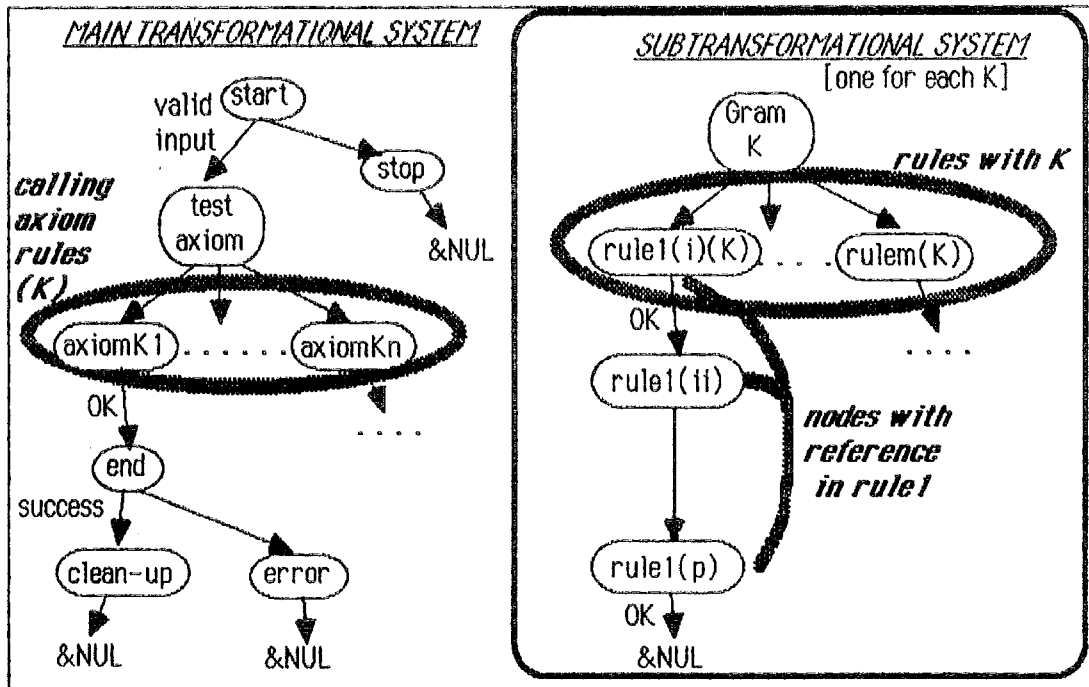 MAIN TRANSFORMATIONAL SYSTEM
start
valid
input
stop
calling
axiom
rules
(K)
test
axiom
&NUL
axiomK1 . . . . . . axiomKn
OK
. . . .
end
success
clean-up
error
&NUL
&NUL
SUBTRANSFORMATIONAL SYSTEM
[one for each K]
Gram
K
rules with K
rule1(i)(K) . . . . . rulem(K)
OK
. . . .
rule1(ii)
nodes with
reference
in rule1
rule1(p)
OK
&NUL